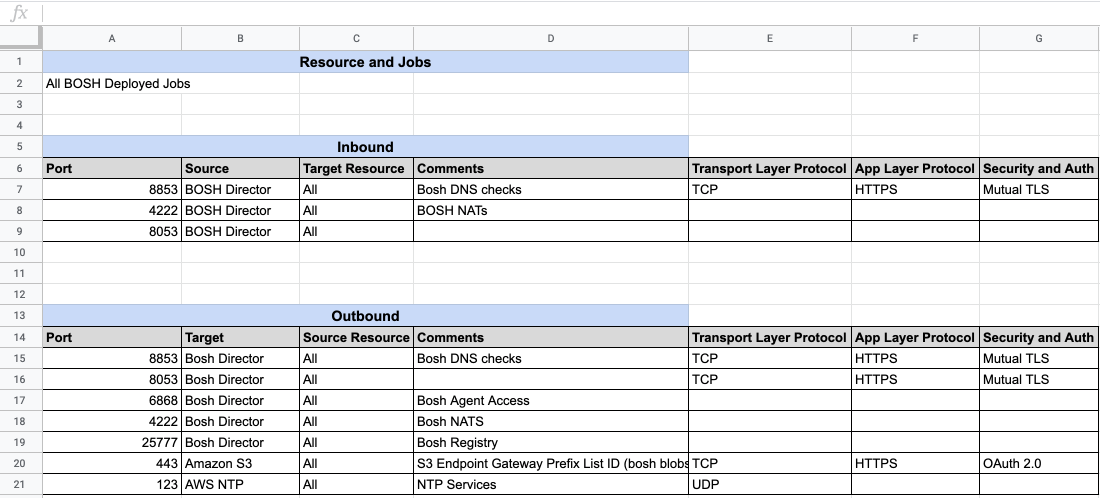 fx
A B C D E F G
1 Resource and Jobs
2 All BOSH Deployed Jobs
3
4
5 Inbound
6 Port Source Target Resource Comments Transport Layer Protocol App Layer Protocol Security and Auth
7 8853 BOSH Director All Bosh DNS checks TCP HTTPS Mutual TLS
8 4222 BOSH Director All BOSH NATs
9 8053 BOSH Director All
10
11
12
13 Outbound
14 Port Target Source Resource Comments Transport Layer Protocol App Layer Protocol Security and Auth
15 8853 Bosh Director All Bosh DNS checks TCP HTTPS Mutual TLS
16 8053 Bosh Director All TCP HTTPS Mutual TLS
17 6868 Bosh Director All Bosh Agent Access
18 4222 Bosh Director All Bosh NATS
19 25777 Bosh Director All Bosh Registry
20 443 Amazon S3 All S3 Endpoint Gateway Prefix List ID (bosh blobs TCP HTTPS OAuth 2.0
21 123 AWS NTP All NTP Services UDP